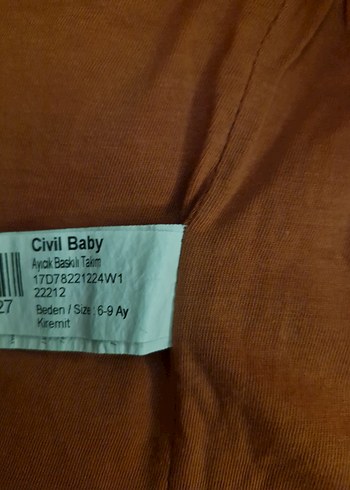 Civil Baby
Ayıcık Baskılı Takım
17D78221224W1
22212
27
Beden / Size : 6-9 Ay
Kiremit